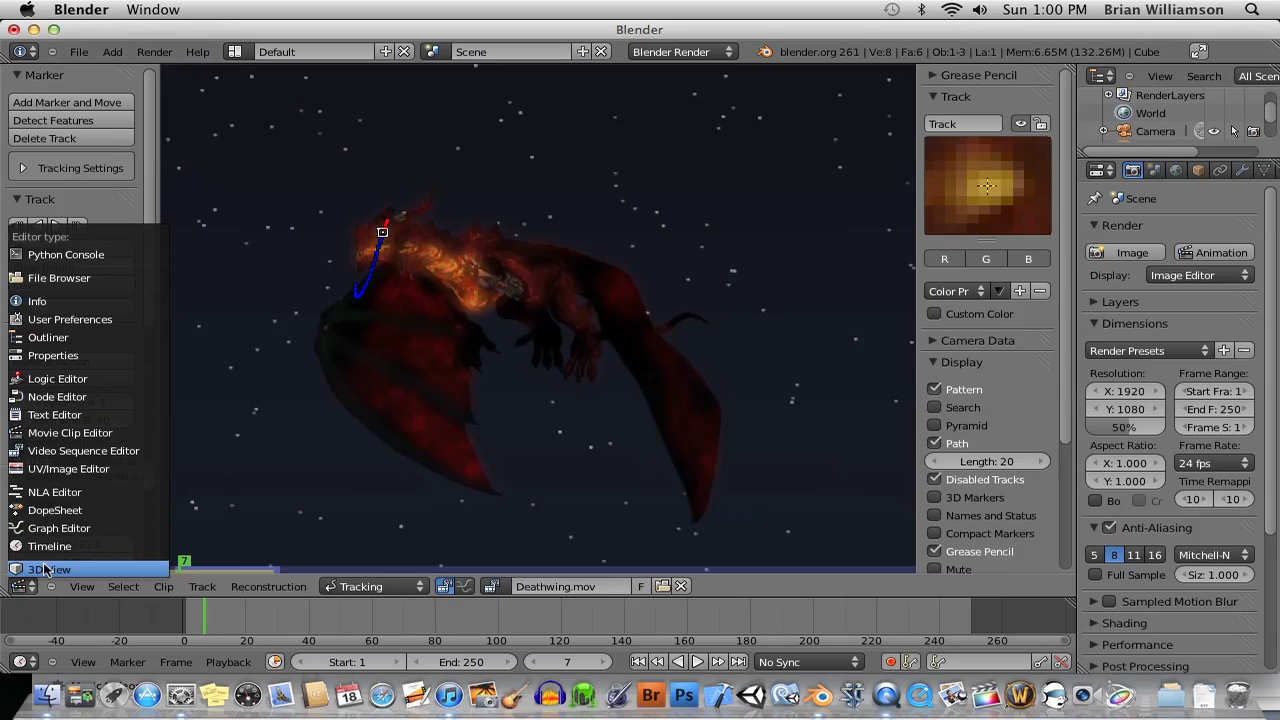 Blender Window Sun 1:00 PM Brian Williamson
Blender
File Add Render Help Default Scene Blender Render blender.org 261 | Ve:8 | Fa:6 | Ob:1-3 | La:1 | Mem:6.65M (132.26M) | Cube
Marker
Add Marker and Move
Detect Features
Delete Track
Tracking Settings
Track
Editor type:
Python Console
File Browser
Info
User Preferences
Outliner
Properties
Logic Editor
Node Editor
Text Editor
Movie Clip Editor
Video Sequence Editor
UV/Image Editor
NLA Editor
DopeSheet
Graph Editor
Timeline
3D View
7
View Select Clip Track Reconstruction Tracking Deathwing.mov F
Grease Pencil
Track
Track
R G B
Color Pr
Custom Color
Camera Data
Display
Pattern
Search
Pyramid
Path
Length: 20
Disabled Tracks
3D Markers
Names and Status
Compact Markers
Grease Pencil
Mute
View Search All Scen
RenderLayers
World
Camera
Scene
Render
Image Animation
Display: Image Editor
Layers
Dimensions
Render Presets
Resolution: Frame Range:
X: 1920 Start Fra: 1
Y: 1080 End F: 250
50% Frame S: 1
Aspect Ratio: Frame Rate:
X: 1.000 24 fps
Y: 1.000 Time Remappi
Bo Cr 10 10
Anti-Aliasing
5 8 11 16 Mitchell-N
Full Sample Siz: 1.000
Sampled Motion Blur
Shading
Performance
Post Processing
-40 -20 0 20 40 60 80 100 120 140 160 180 200 220 240 260
View Marker Frame Playback Start: 1 End: 250 7 No Sync
18 Br Ps W